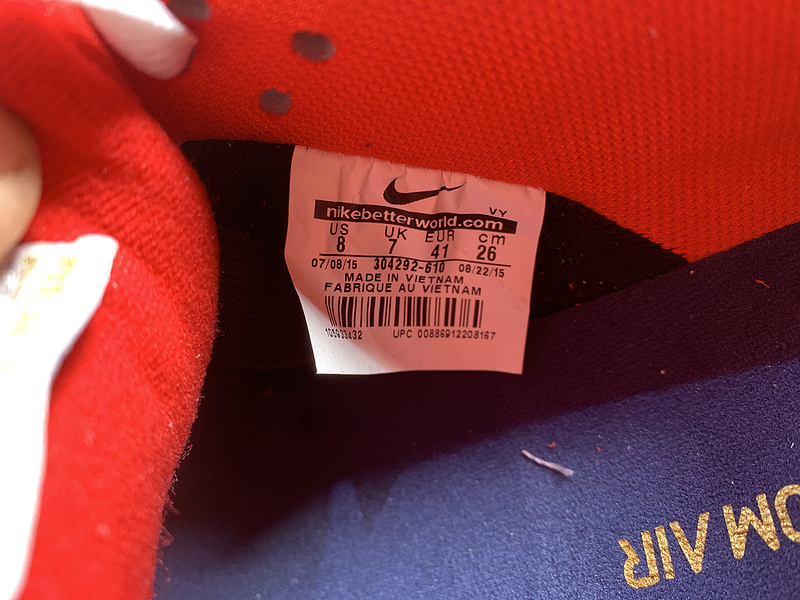 nikebetterworld.com
VY
US UK EUR cm
8 7 41 26
07/08/15 304292-610 08/22/15
MADE IN VIETNAM
FABRIQUE AU VIETNAM
UPC 00886912208167
OM AIR